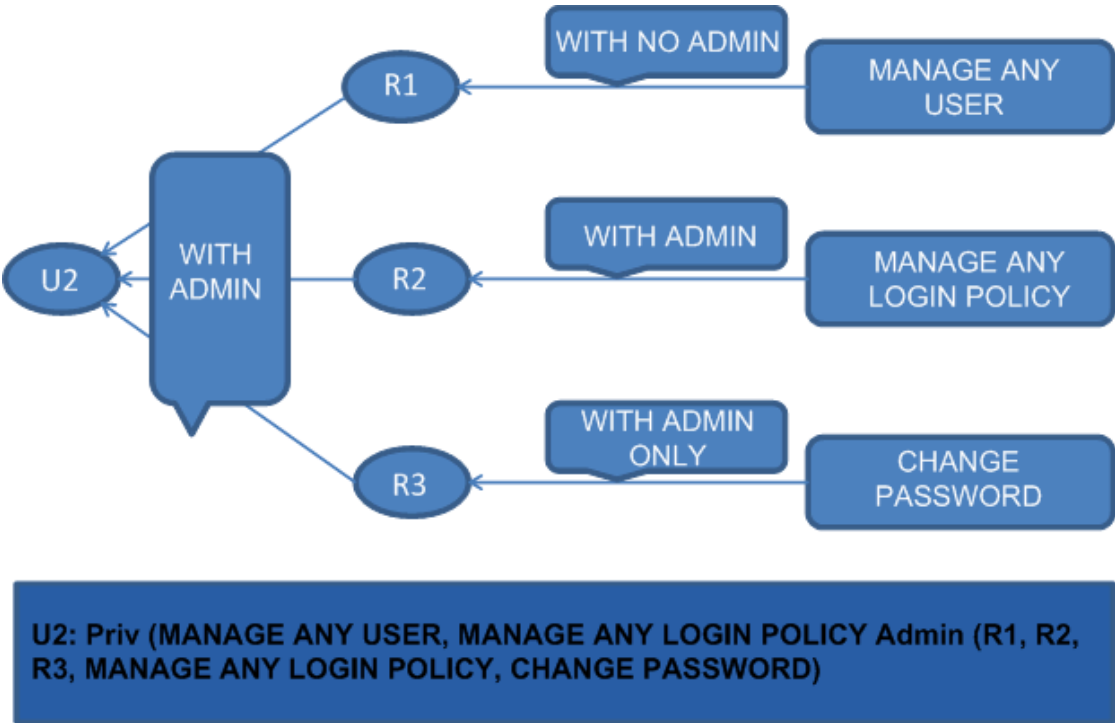 WITH NO ADMIN
R1
MANAGE ANY
USER
WITH ADMIN
U2
WITH
ADMIN
R2
MANAGE ANY
LOGIN POLICY
WITH ADMIN
ONLY
R3
CHANGE
PASSWORD
U2: Priv (MANAGE ANY USER, MANAGE ANY LOGIN POLICY Admin (R1, R2,
R3, MANAGE ANY LOGIN POLICY, CHANGE PASSWORD)